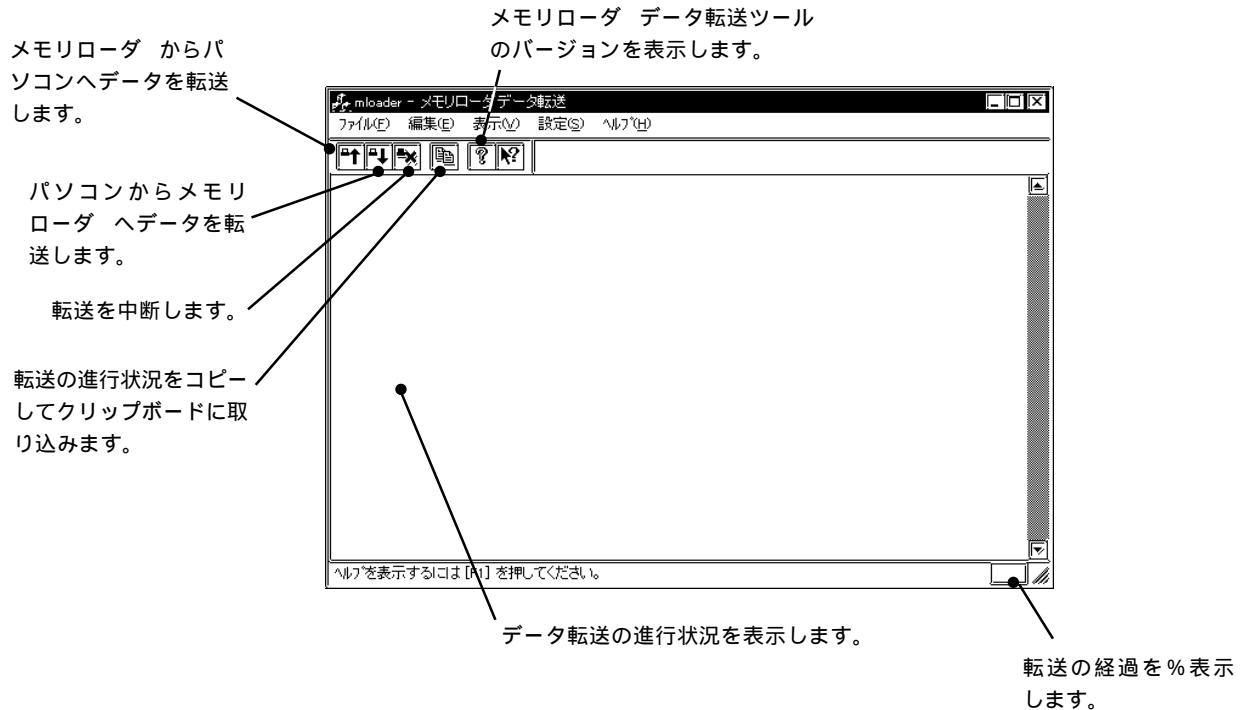 メモリローダ データ転送ツール
のバージョンを表示します。
メモリローダ からパ
ソコンへデータを転送
します。
mloader - メモリローダ データ転送
ファイル(F) 編集(E) 表示(V) 設定(S) ヘルプ(H)
パソコンからメモリ
ローダ へデータを転
送します。
転送を中断します。
転送の進行状況をコピー
してクリップボードに取
り込みます。
ヘルプを表示するには [F1] を押してください。
データ転送の進行状況を表示します。
転送の経過を%表示
します。